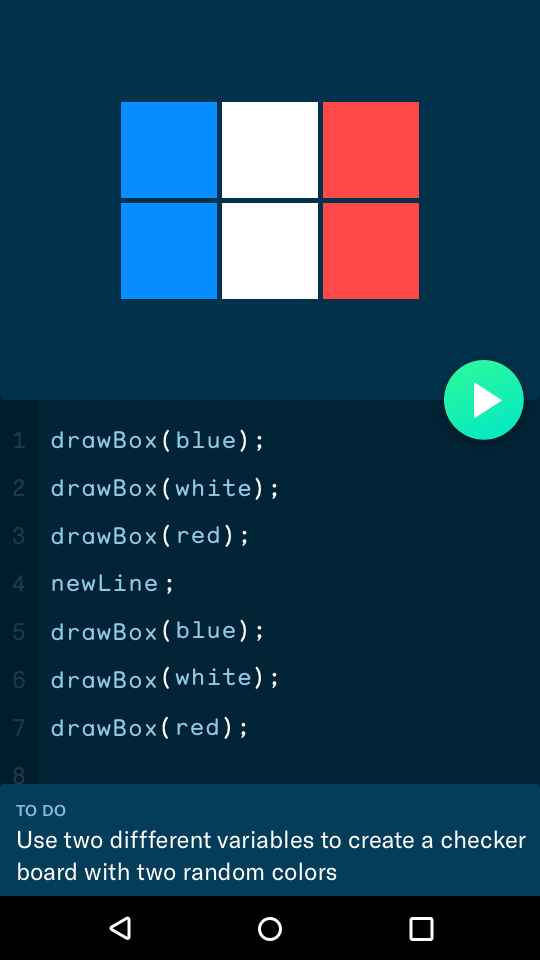 1 drawBox(blue);
2 drawBox(white);
3 drawBox(red);
4 newLine;
5 drawBox(blue);
6 drawBox(white);
7 drawBox(red);
8
TO DO
Use two diffferent variables to create a checker
board with two random colors